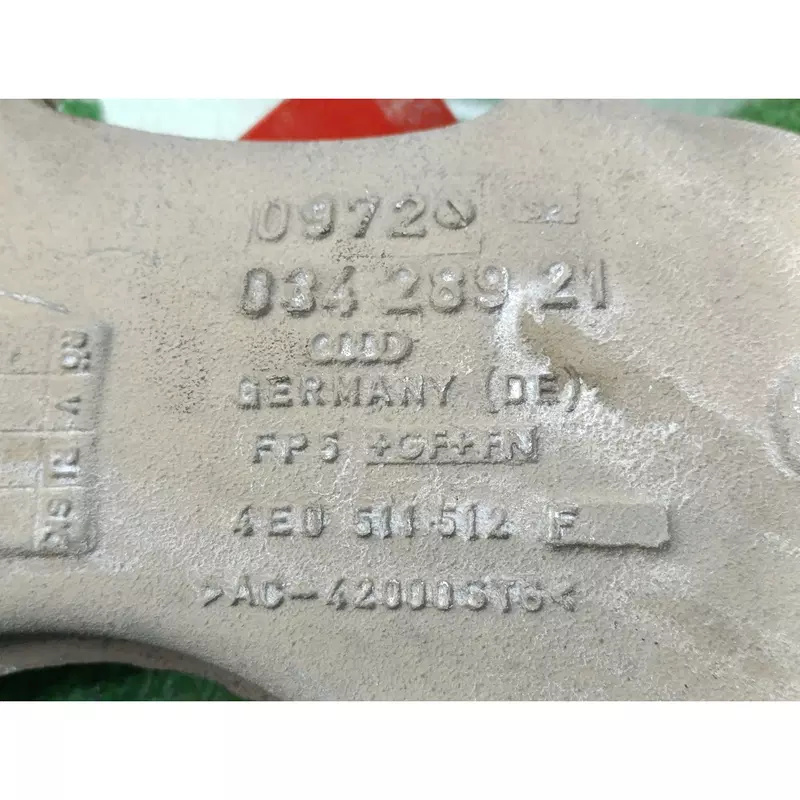 09720
034 289 21
GERMANY (DE)
FP5 +GF+FN
4E0 511 512 F
>AC-42000ST6<